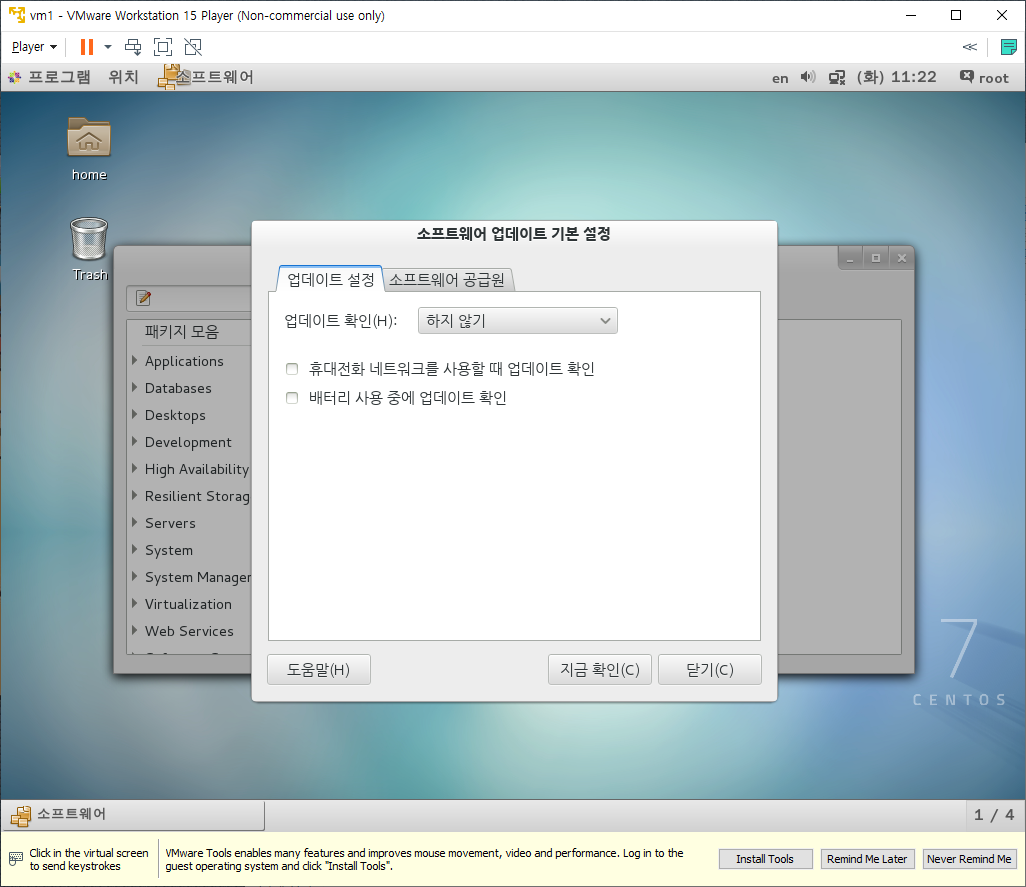 vm1 - VMware Workstation 15 Player (Non-commercial use only)
Player
프로그램 위치 소프트웨어 en (화) 11:22 root
home
Trash
소프트웨어 업데이트 기본 설정
업데이트 설정 소프트웨어 공급원
업데이트 확인(H): 하지 않기
휴대전화 네트워크를 사용할 때 업데이트 확인
배터리 사용 중에 업데이트 확인
도움말(H) 지금 확인(C) 닫기(C)
패키지 모음
Applications
Databases
Desktops
Development
High Availability
Resilient Storag
Servers
System
System Manager
Virtualization
Web Services
7
CENTOS
소프트웨어 1 / 4
Click in the virtual screen
to send keystrokes
VMware Tools enables many features and improves mouse movement, video and performance. Log in to the
guest operating system and click "Install Tools".
Install Tools Remind Me Later Never Remind Me